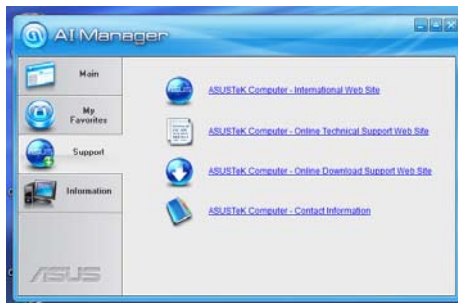 AI Manager
Main
My
Favorites
Support
Information
ASUSTeK Computer - International Web Site
ASUSTeK Computer - Online Technical Support Web Site
ASUSTeK Computer - Online Download Support Web Site
ASUSTeK Computer - Contact Information
ASUS